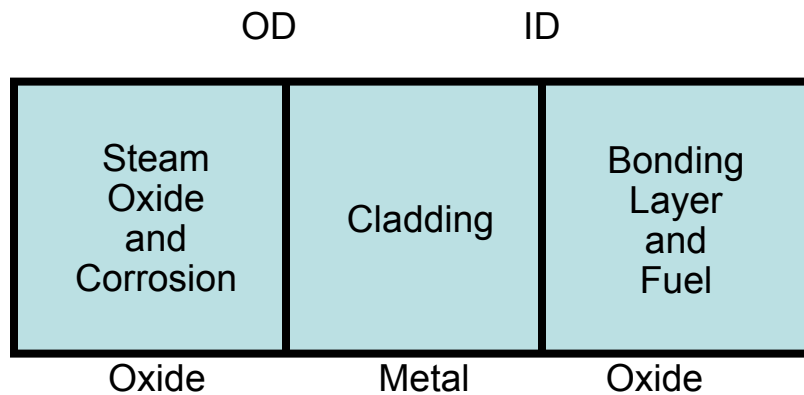 OD ID
Steam
Oxide
and
Corrosion
Cladding
Bonding
Layer
and
Fuel
Oxide Metal Oxide